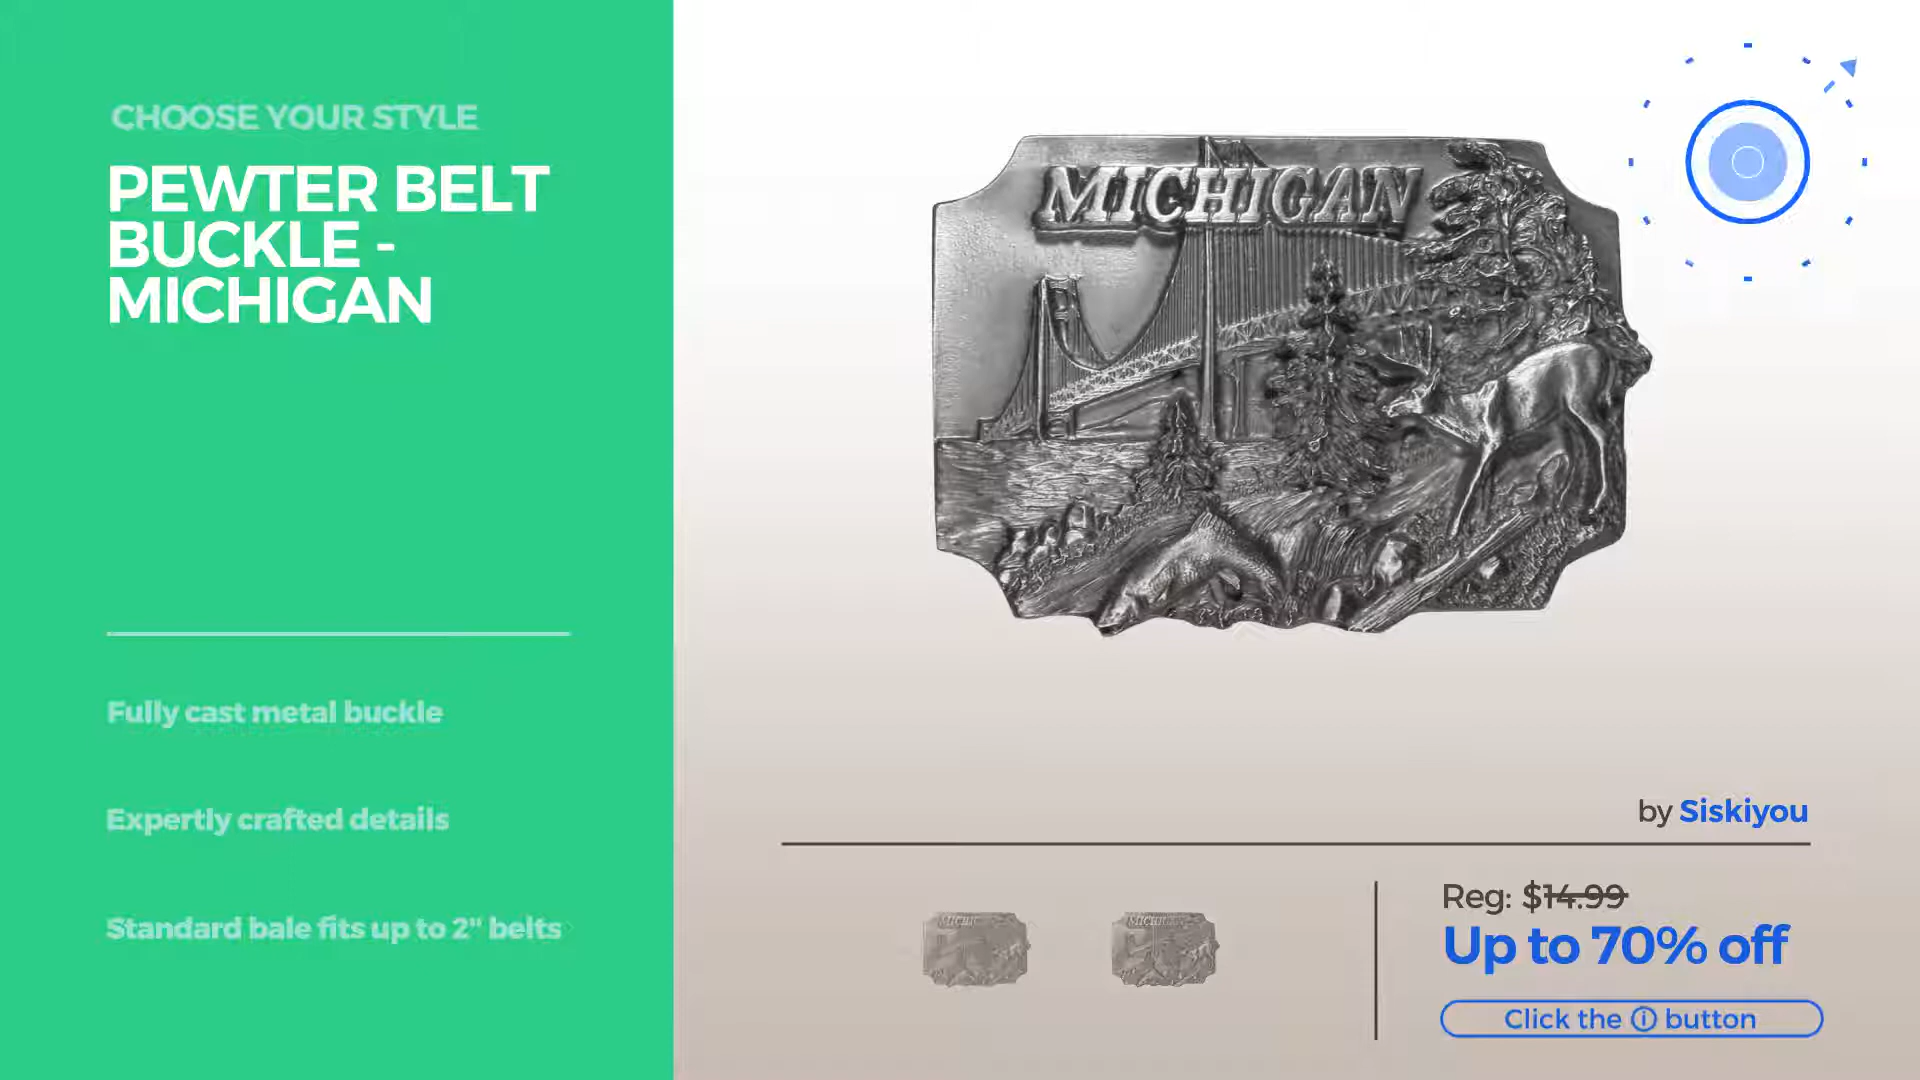 CHOOSE YOUR STYLE
PEWTER BELT
BUCKLE -
MICHIGAN
Fully cast metal buckle
Expertly crafted details
Standard bale fits up to 2" belts
MICHIGAN
by Siskiyou
Reg: $14.99
Up to 70% off
Click the ⓘ button